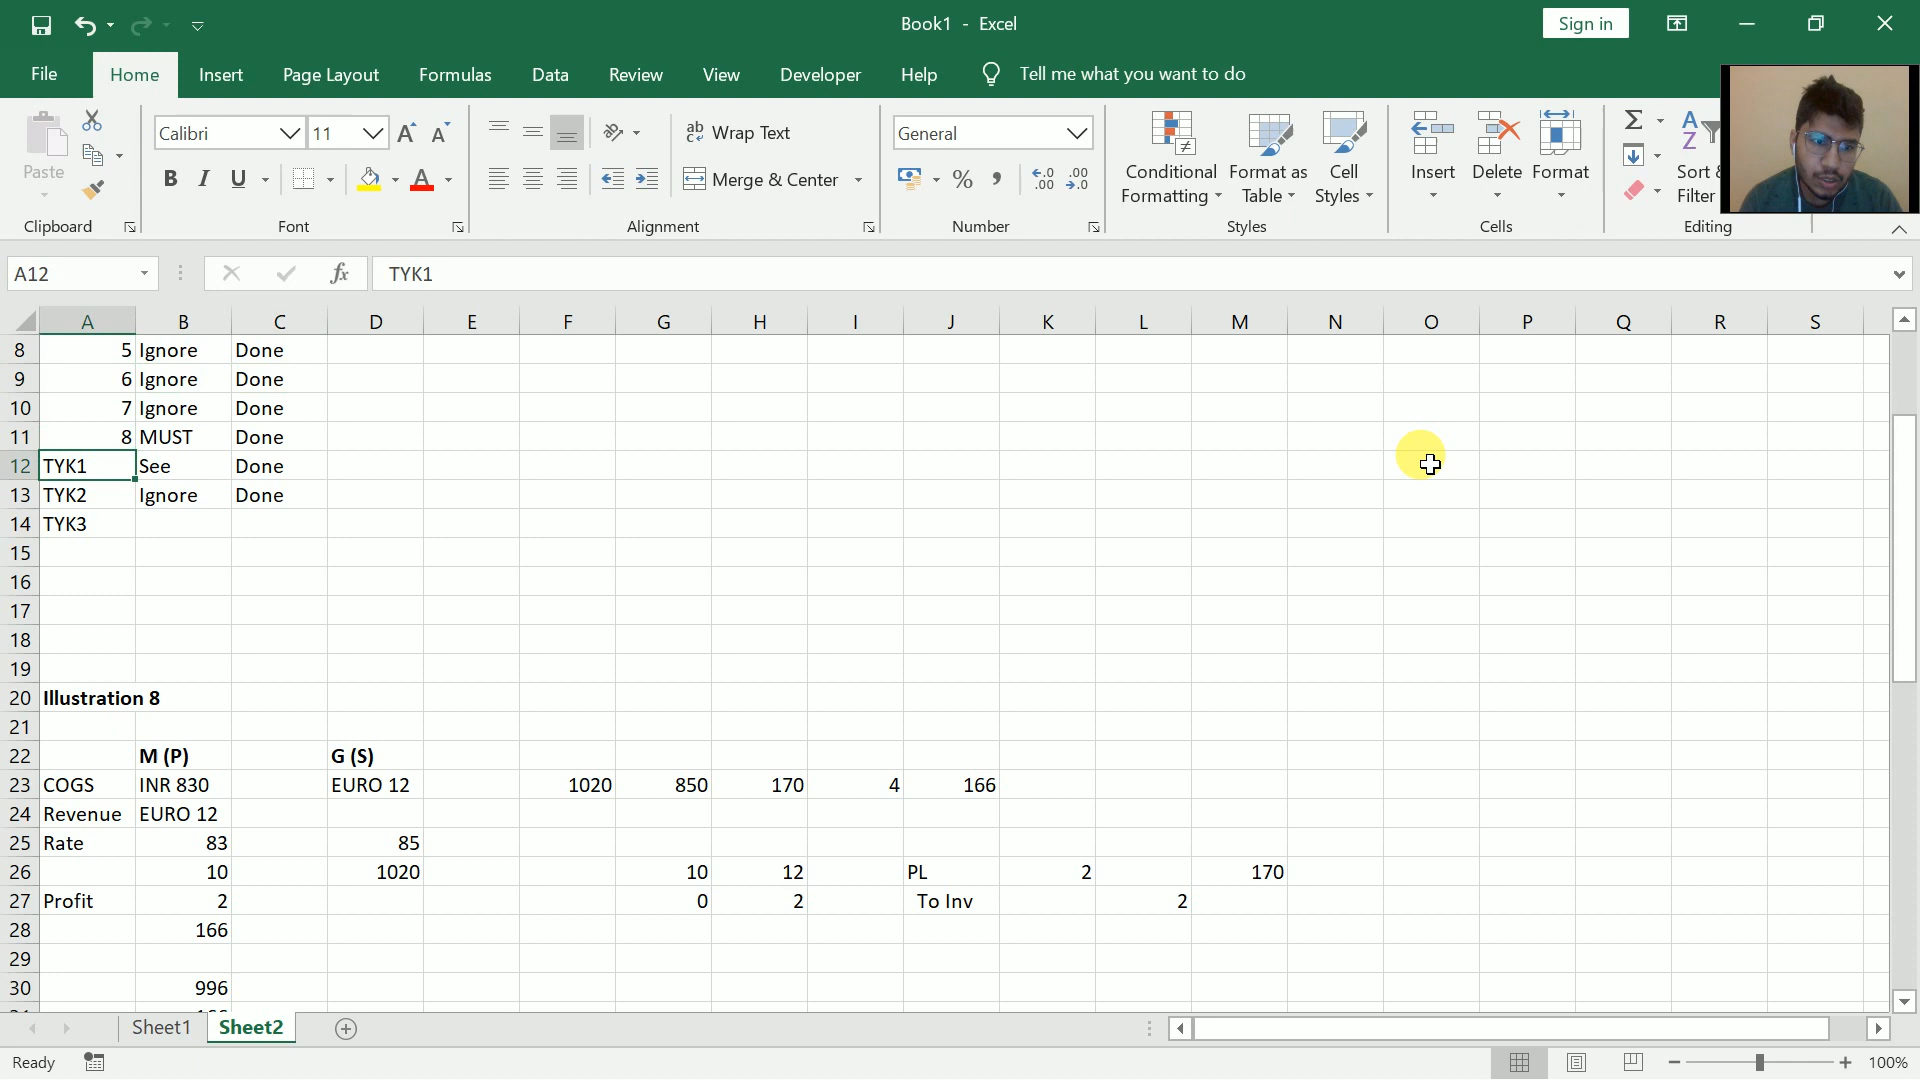 Book1 - Excel
Sign in
File Home Insert Page Layout Formulas Data Review View Developer Help Tell me what you want to do
Paste
Clipboard
Calibri 11
B I U A
Font
ab Wrap Text
Merge & Center
Alignment
General
% ,
Number
Conditional Formatting
Format as Table
Cell Styles
Styles
Insert Delete Format
Cells
Sort &
Filter
Editing
A12 fx TYK1
A B C D E F G H I J K L M N O P Q R S
8 5 Ignore Done
9 6 Ignore Done
10 7 Ignore Done
11 8 MUST Done
12 TYK1 See Done
13 TYK2 Ignore Done
14 TYK3
15
16
17
18
19
20 Illustration 8
21
22 M (P) G (S)
23 COGS INR 830 EURO 12 1020 850 170 4 166
24 Revenue EURO 12
25 Rate 83 85
26 10 1020 10 12 PL 2 170
27 Profit 2 0 2 To Inv 2
28 166
29
30 996
Sheet1 Sheet2
Ready 100%